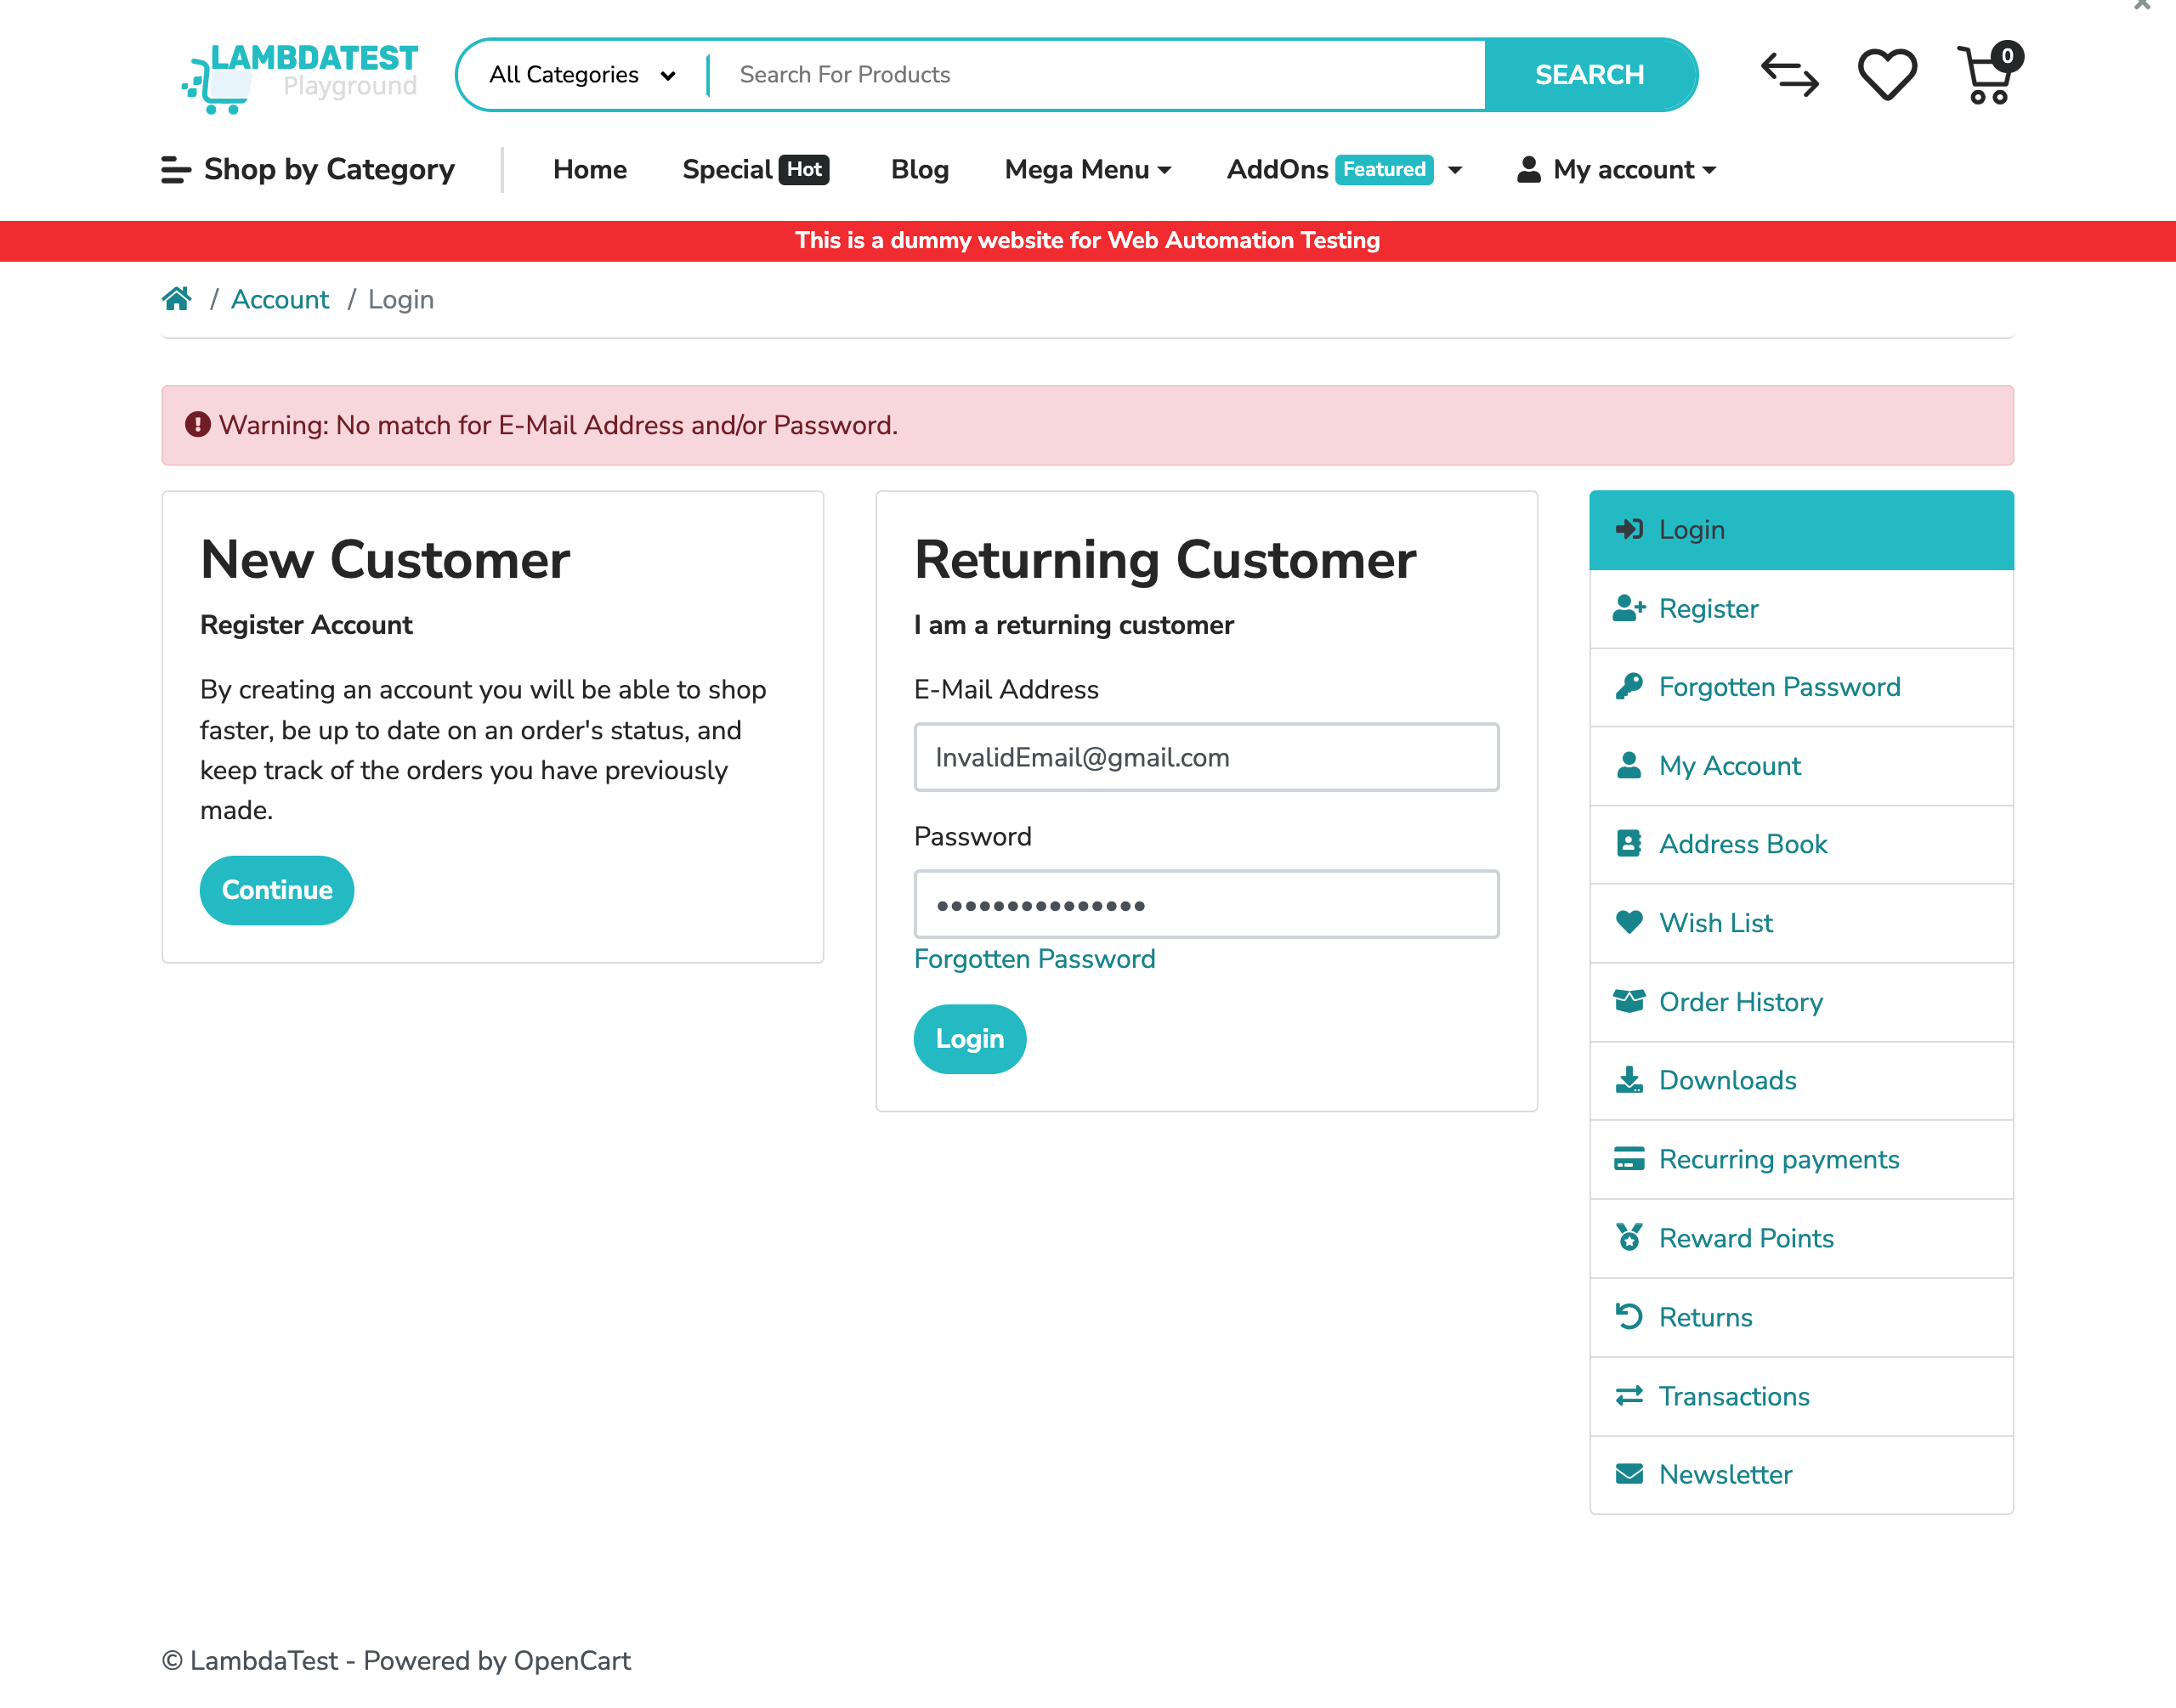 LAMBDATEST
Playground
All Categories
Search For Products
SEARCH
0
Shop by Category
Home
Special Hot
Blog
Mega Menu
AddOns Featured
My account
This is a dummy website for Web Automation Testing
/ Account / Login
Warning: No match for E-Mail Address and/or Password.
New Customer
Register Account
By creating an account you will be able to shop
faster, be up to date on an order's status, and
keep track of the orders you have previously
made.
Continue
Returning Customer
I am a returning customer
E-Mail Address
InvalidEmail@gmail.com
Password
•••••••••••••••
Forgotten Password
Login
Login
Register
Forgotten Password
My Account
Address Book
Wish List
Order History
Downloads
Recurring payments
Reward Points
Returns
Transactions
Newsletter
© LambdaTest - Powered by OpenCart